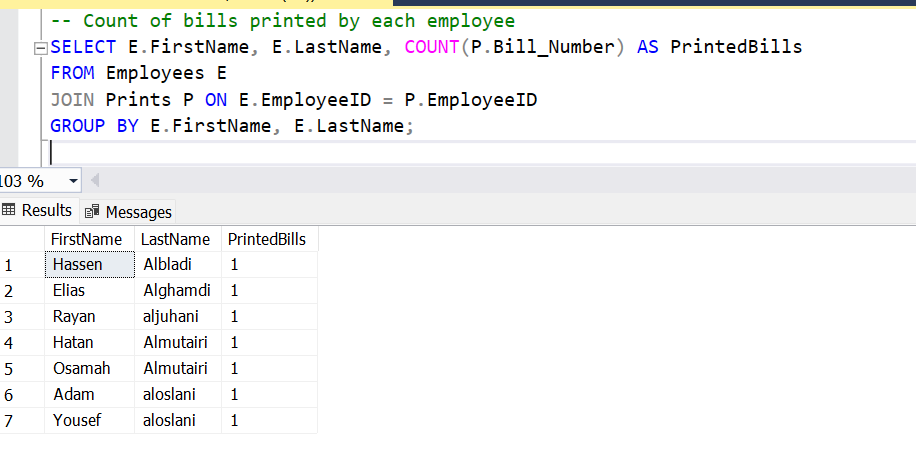 -- Count of bills printed by each employee
SELECT E.FirstName, E.LastName, COUNT(P.Bill_Number) AS PrintedBills
FROM Employees E
JOIN Prints P ON E.EmployeeID = P.EmployeeID
GROUP BY E.FirstName, E.LastName;
103 %
Results Messages
FirstName LastName PrintedBills
1 Hassen Albladi 1
2 Elias Alghamdi 1
3 Rayan aljuhani 1
4 Hatan Almutairi 1
5 Osamah Almutairi 1
6 Adam aloslani 1
7 Yousef aloslani 1